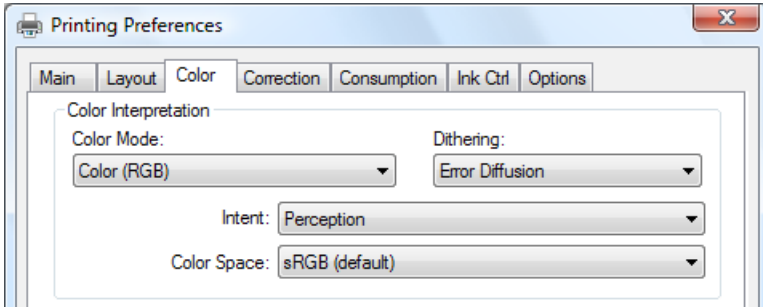 Printing Preferences
Main Layout Color Correction Consumption Ink Ctrl Options
Color Interpretation
Color Mode: Dithering:
Color (RGB) Error Diffusion
Intent: Perception
Color Space: sRGB (default)